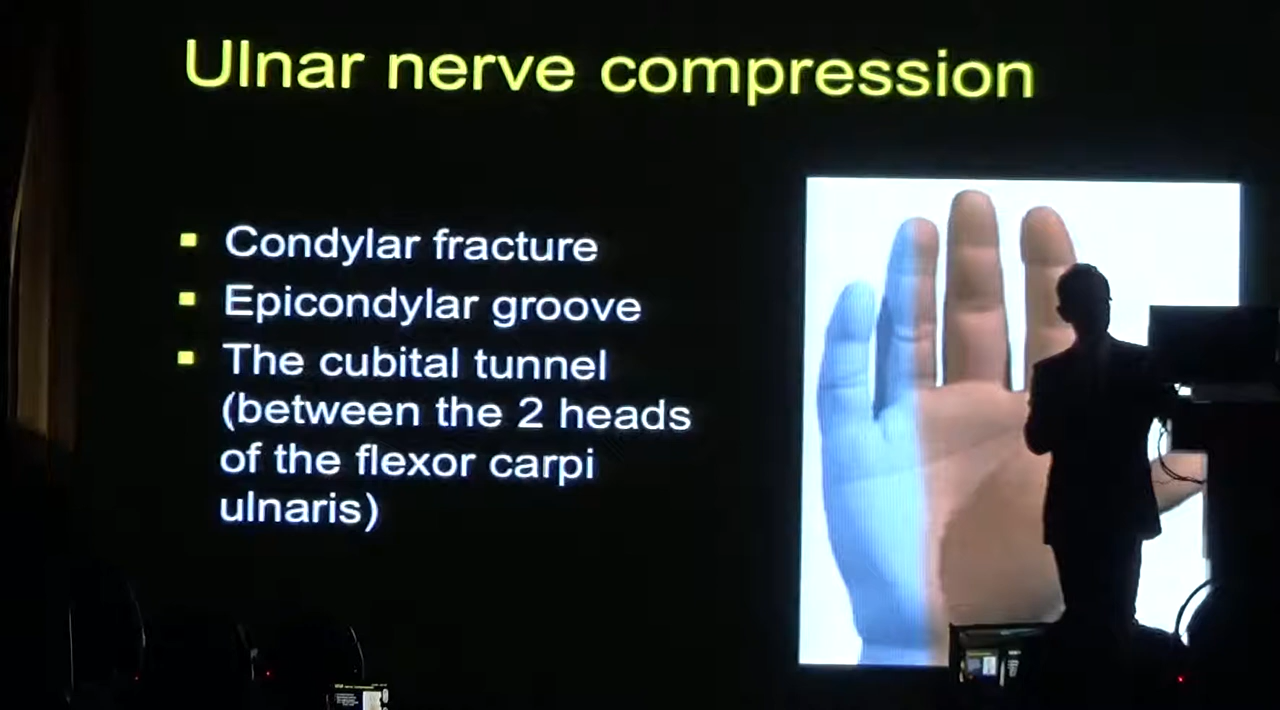 Ulnar nerve compression
Condylar fracture
Epicondylar groove
The cubital tunnel
(between the 2 heads
of the flexor carpi
ulnaris)